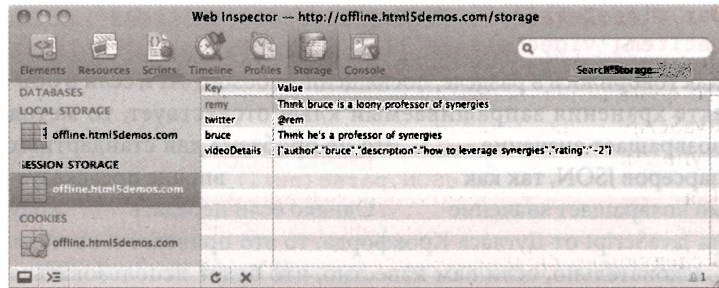 Web Inspector — http://offline.html5demos.com/storage
Elements Resources Scripts Timeline Profiles Storage Console
Search Storage
DATABASES
LOCAL STORAGE
offline.html5demos.com
SESSION STORAGE
offline.html5demos.com
COOKIES
offline.html5demos.com
Key Value
remy Think bruce is a loony professor of synergies
twitter @rem
bruce Think he's a professor of synergies
videoDetails {"author":"bruce","description":"how to leverage synergies","rating":"-2"}
1